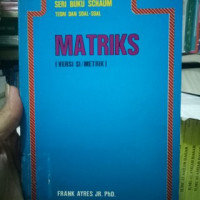 SERI BUKU SCHAUM
TEORI DAN SOAL-SOAL
MATRIKS
(VERSI SI/METRIK)
FRANK AYRES JR. PhD.